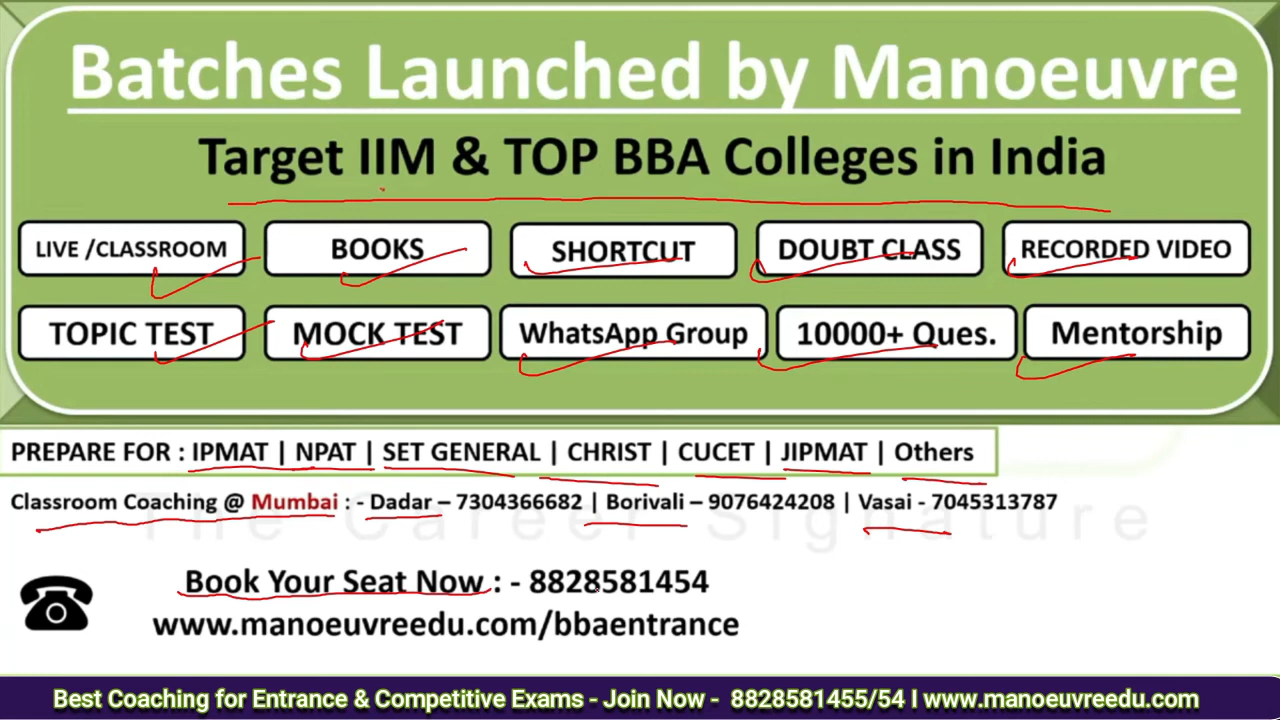 Batches Launched by Manoeuvre
Target IIM & TOP BBA Colleges in India
LIVE /CLASSROOM BOOKS SHORTCUT DOUBT CLASS RECORDED VIDEO
TOPIC TEST MOCK TEST WhatsApp Group 10000+ Ques. Mentorship
PREPARE FOR : IPMAT | NPAT | SET GENERAL | CHRIST | CUCET | JIPMAT | Others
Classroom Coaching @ Mumbai : - Dadar – 7304366682 | Borivali – 9076424208 | Vasai - 7045313787
The Career Signature
Book Your Seat Now : - 8828581454
www.manoeuvreedu.com/bbaentrance
Best Coaching for Entrance & Competitive Exams - Join Now - 8828581455/54 I www.manoeuvreedu.com